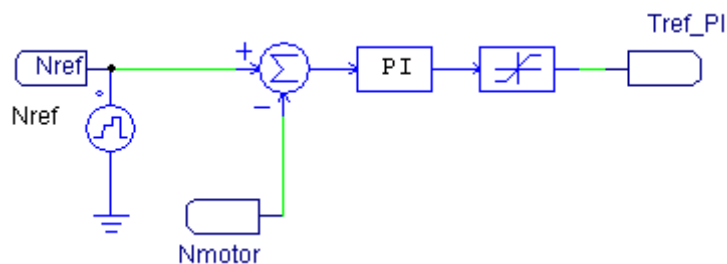 Tref_PI
Nref
+
Σ
PI
Nref
−
Nmotor